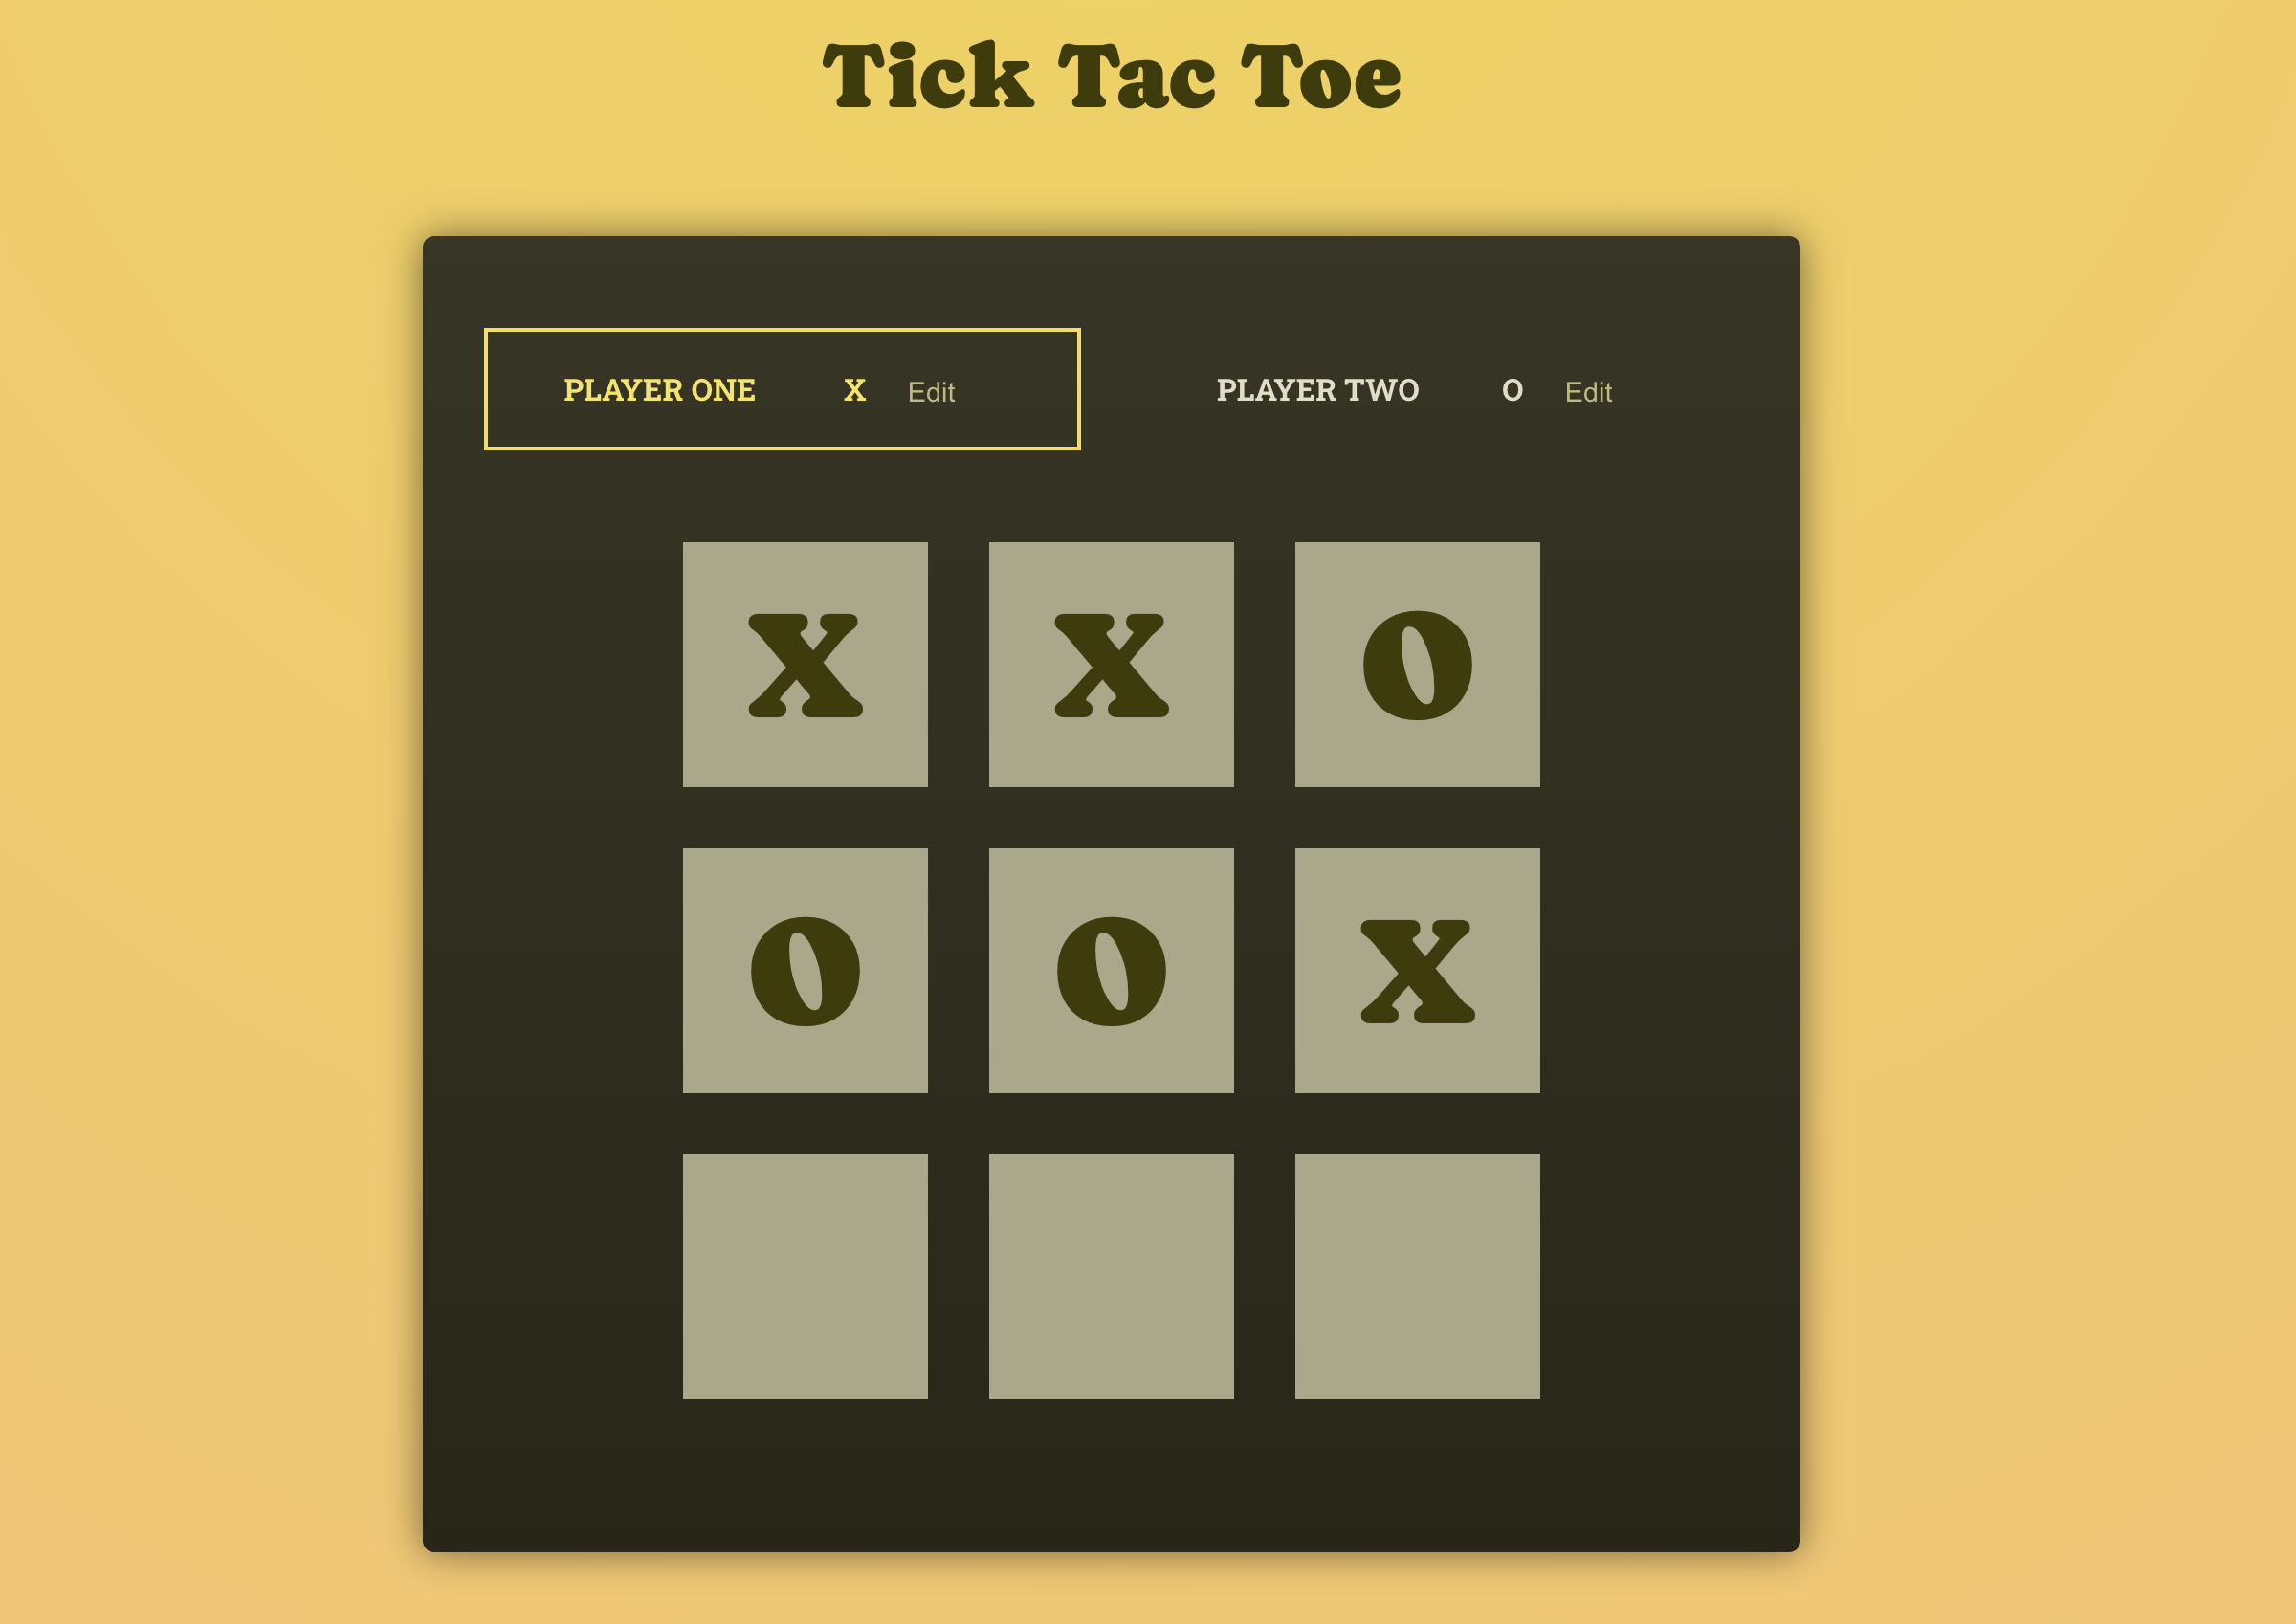 Tick Tac Toe
PLAYER ONE X Edit PLAYER TWO O Edit
X X O
O O X